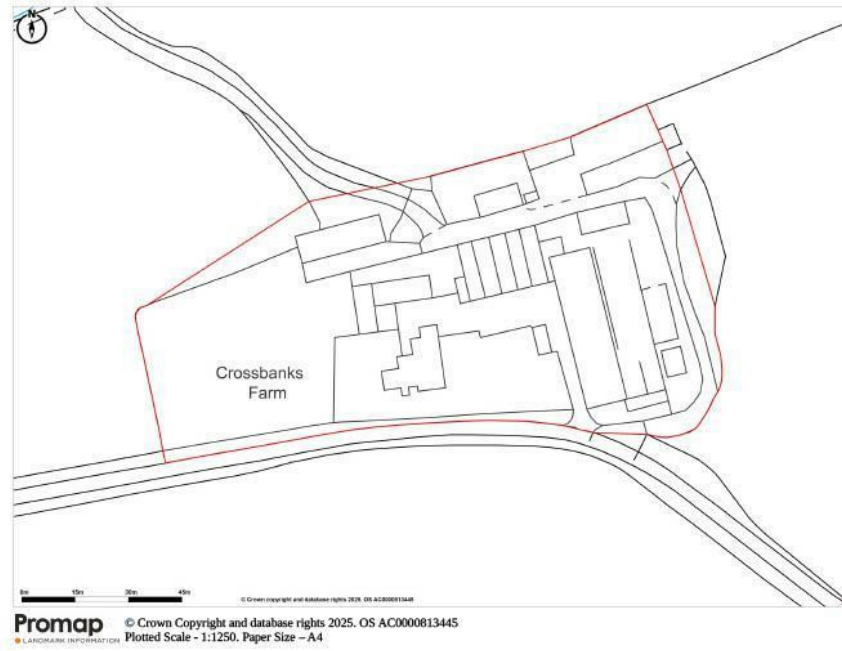 N
Crossbanks
Farm
0m 15m 30m 45m
© Crown copyright and database rights 2025. OS AC0000813445
Promap
LANDMARK INFORMATION
© Crown Copyright and database rights 2025. OS AC0000813445
Plotted Scale - 1:1250. Paper Size – A4